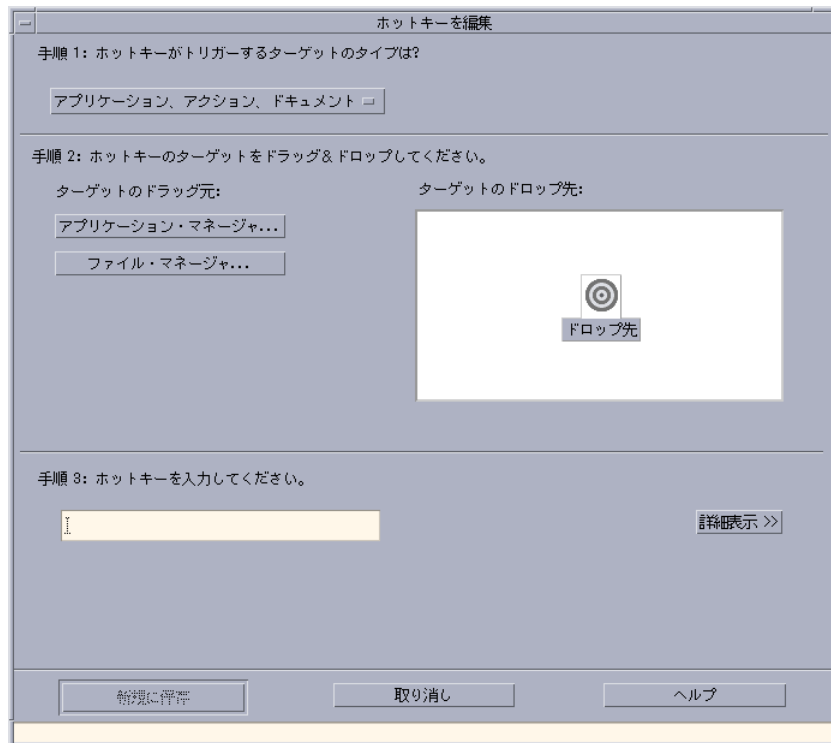 ホットキーを編集
手順 1: ホットキーがトリガーするターゲットのタイプは?
アプリケーション、アクション、ドキュメント
手順 2: ホットキーのターゲットをドラッグ&ドロップしてください。
ターゲットのドラッグ元:
ターゲットのドロップ先:
アプリケーション・マネージャ...
ファイル・マネージャ...
ドロップ先
手順 3: ホットキーを入力してください。
詳細表示 >>
新規に保存
取り消し
ヘルプ